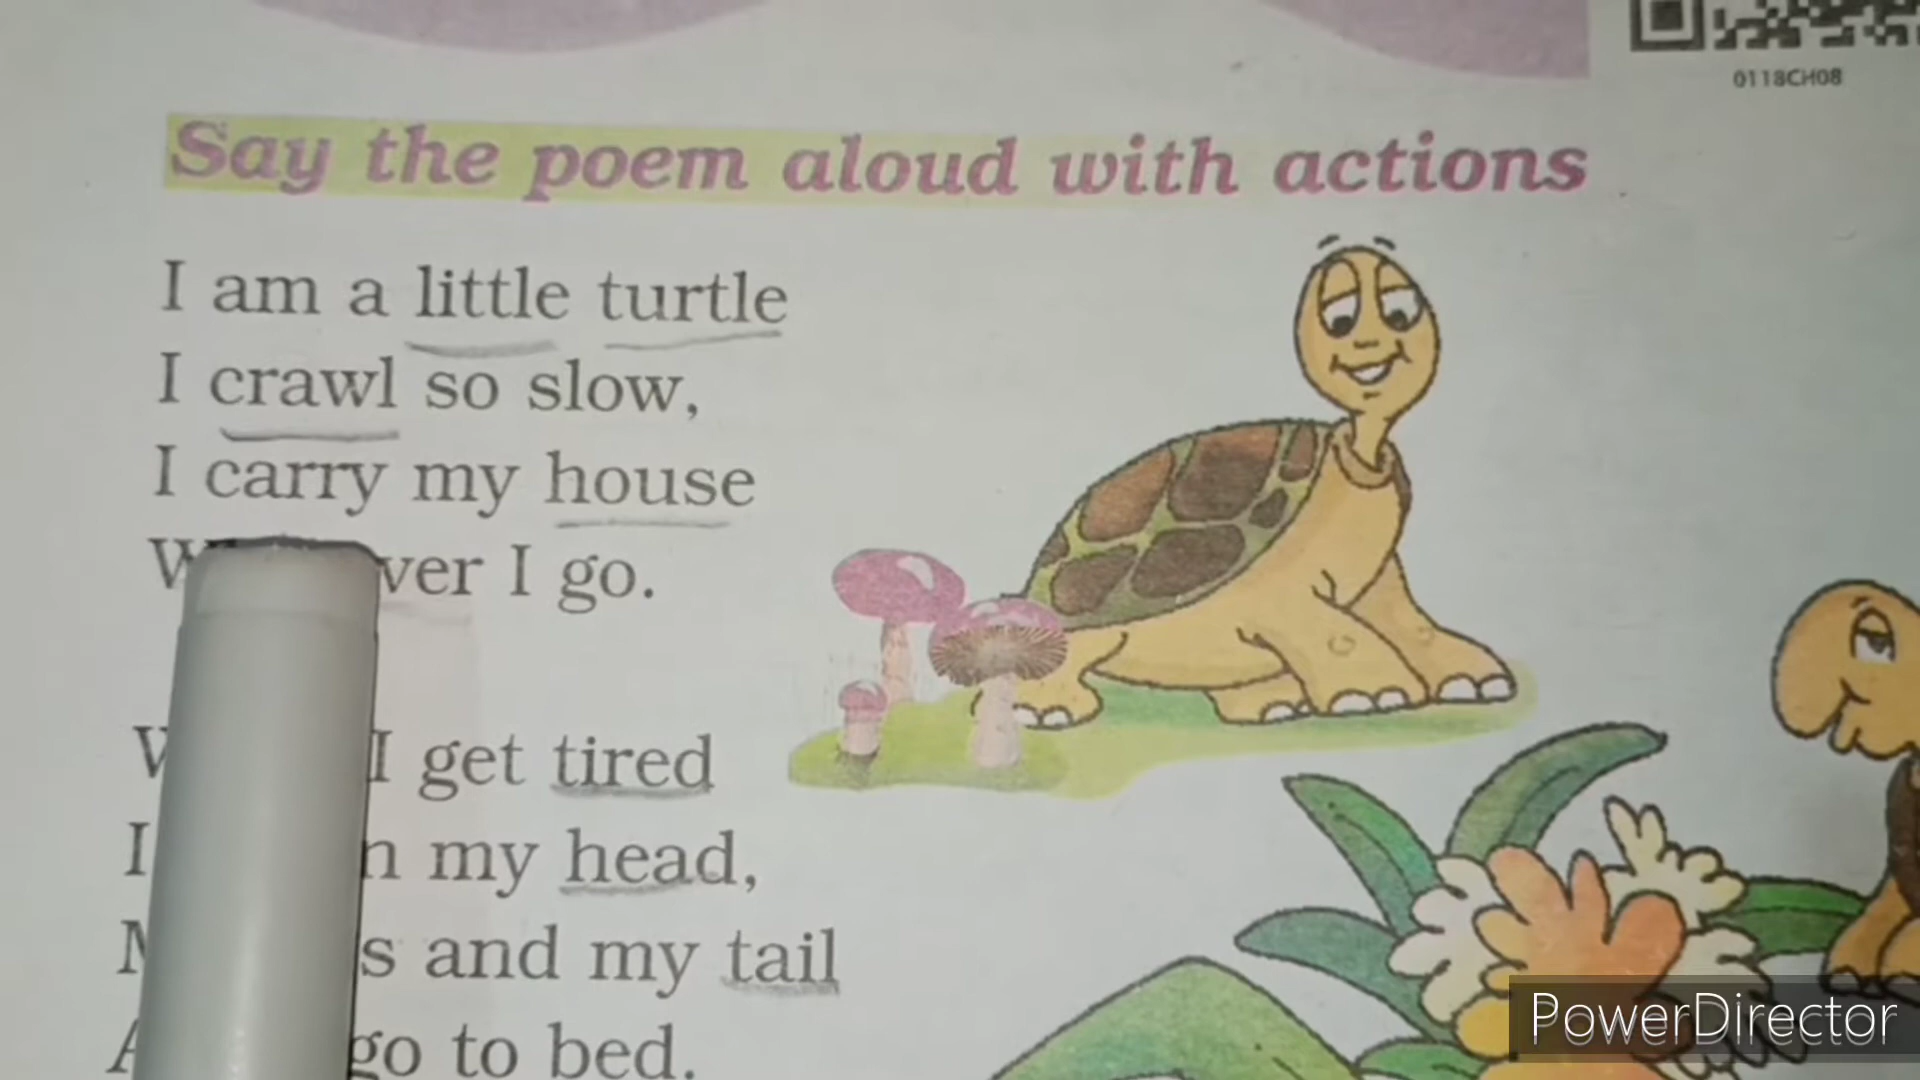 0118CH08
Say the poem aloud with actions
I am a little turtle
I crawl so slow,
I carry my house
I go.
I get tired
I my head,
and my tail
go to bed.
PowerDirector